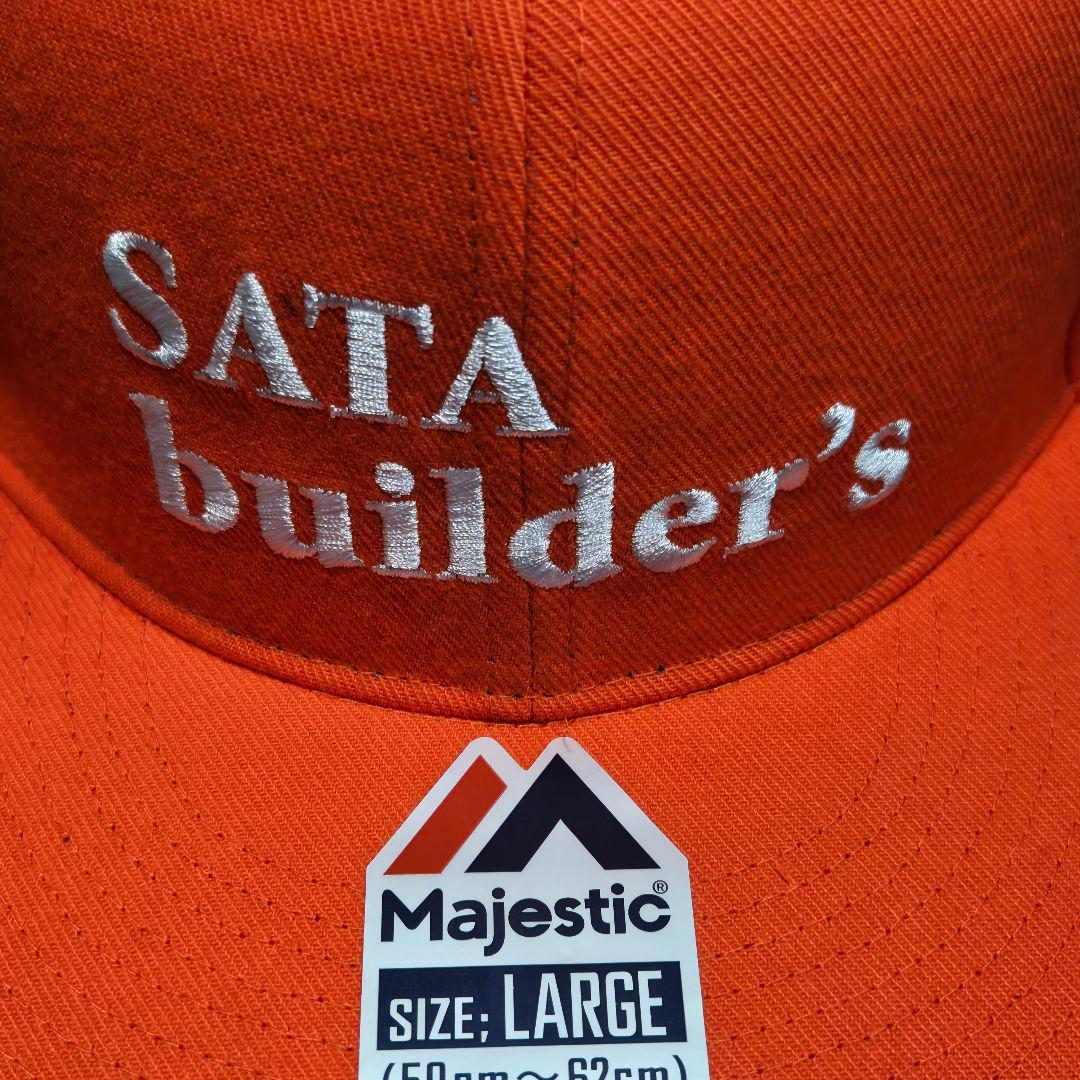 SATA
builder's
Majestic®
SIZE; LARGE